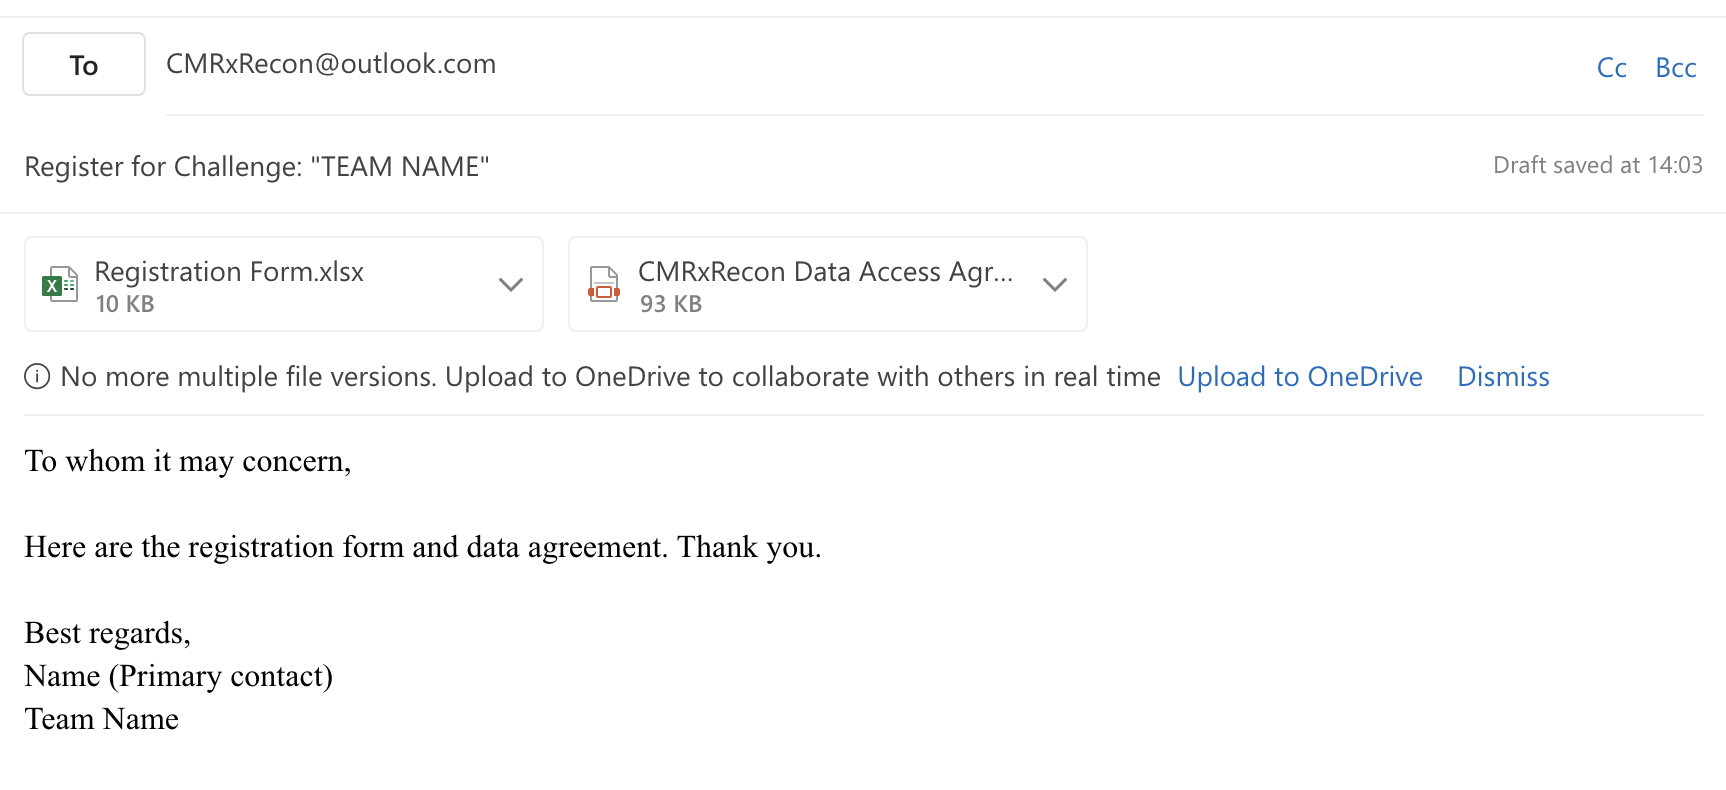 To CMRxRecon@outlook.com Cc Bcc
Register for Challenge: "TEAM NAME" Draft saved at 14:03
Registration Form.xlsx
10 KB
CMRxRecon Data Access Agr...
93 KB
No more multiple file versions. Upload to OneDrive to collaborate with others in real time Upload to OneDrive Dismiss
To whom it may concern,
Here are the registration form and data agreement. Thank you.
Best regards,
Name (Primary contact)
Team Name